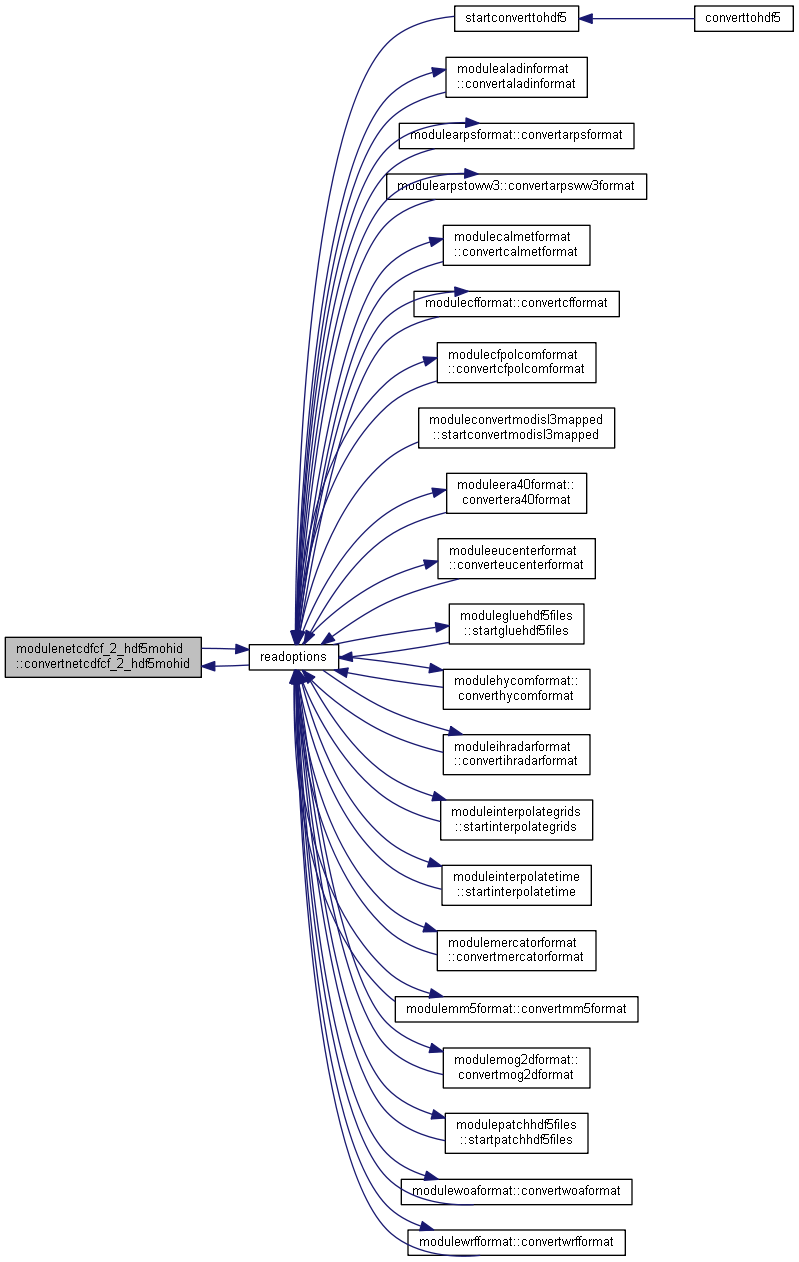 startconverttohdf5
converttohdf5
modulealadinformat
::convertaladinformat
modulearpsformat::convertarpsformat
modulearpstoww3::convertarpsww3format
modulecalmetformat
::convertcalmetformat
modulecfformat::convertcfformat
modulecfpolcomformat
::convertcfpolcomformat
moduleconvertmodisl3mapped
::startconvertmodisl3mapped
moduleera40format::
convertera40format
moduleeucenterformat
::converteucenterformat
modulegluehdf5files
::startgluehdf5files
modulenetcdfcf_2_hdf5mohid
::convertnetcdfcf_2_hdf5mohid
readoptions
modulehycomformat::
converthycomformat
moduleihradarformat
::convertihradarformat
moduleinterpolategrids
::startinterpolategrids
moduleinterpolatetime
::startinterpolatetime
modulemercatorformat
::convertmercatorformat
modulemm5format::convertmm5format
modulemog2dformat::
convertmog2dformat
modulepatchhdf5files
::startpatchhdf5files
modulewoaformat::convertwoaformat
modulewrfformat::convertwrfformat